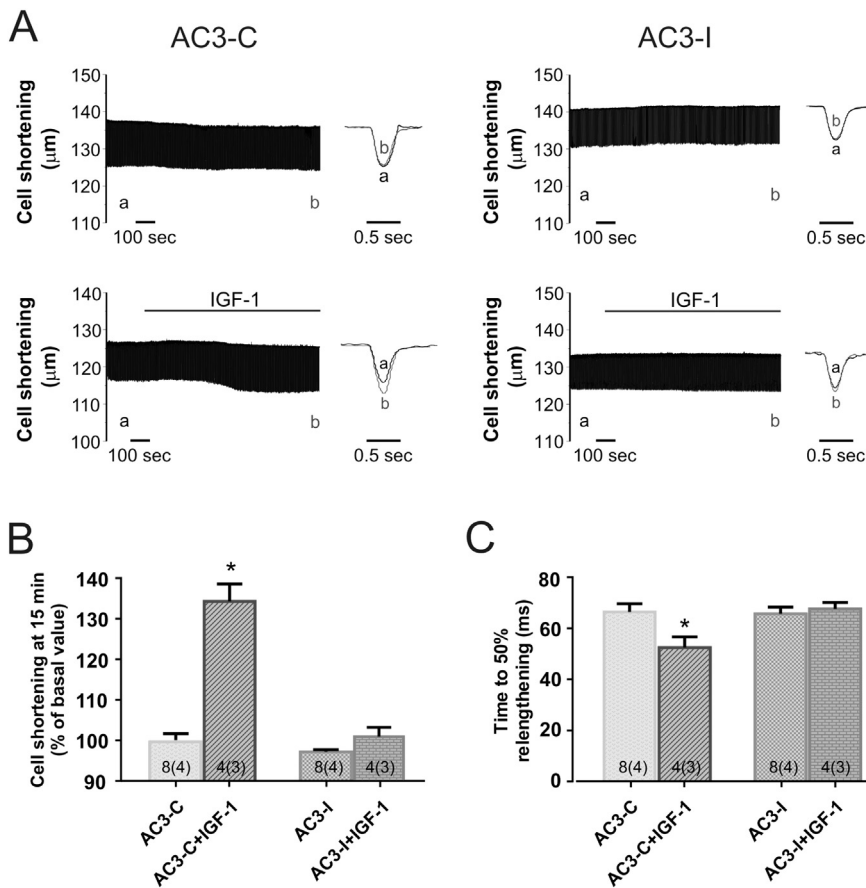 A
AC3-C
AC3-I
Cell shortening
(μm)
150
140
130
120
110
a
b
100 sec
b
a
0.5 sec
Cell shortening
(μm)
150
140
130
120
110
a
b
100 sec
b
a
0.5 sec
Cell shortening
(μm)
140
130
120
110
100
IGF-1
a
b
100 sec
a
b
0.5 sec
Cell shortening
(μm)
150
140
130
120
110
IGF-1
a
b
100 sec
a
b
0.5 sec
B
Cell shortening at 15 min
(% of basal value)
140
130
120
110
100
90
*
8(4)
4(3)
8(4)
4(3)
AC3-C
AC3-C+IGF-1
AC3-I
AC3-I+IGF-1
C
Time to 50%
relengthening (ms)
80
60
40
20
0
*
8(4)
4(3)
8(4)
4(3)
AC3-C
AC3-C+IGF-1
AC3-I
AC3-I+IGF-1